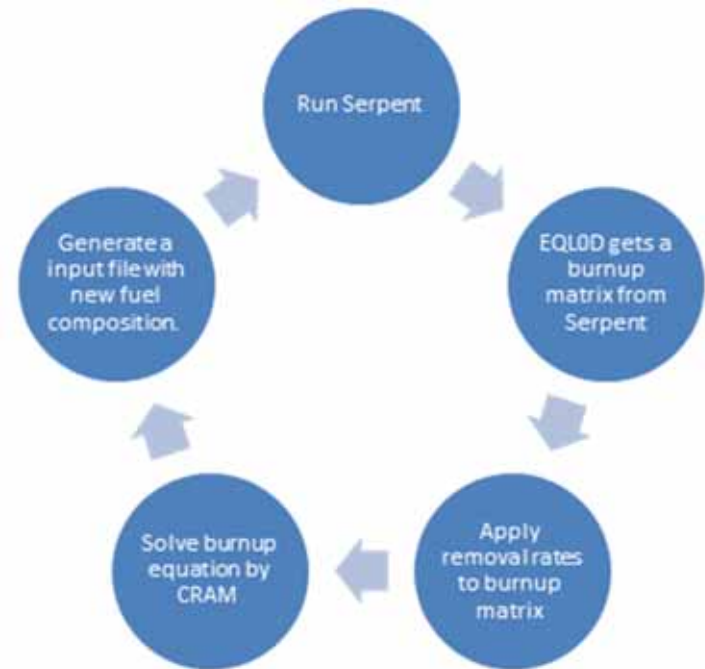 Run Serpent
EQL0D gets a
burnup
matrix from
Serpent
Apply
removal rates
to burnup
matrix
Solve burnup
equation by
CRAM
Generate a
input file with
new fuel
composition.